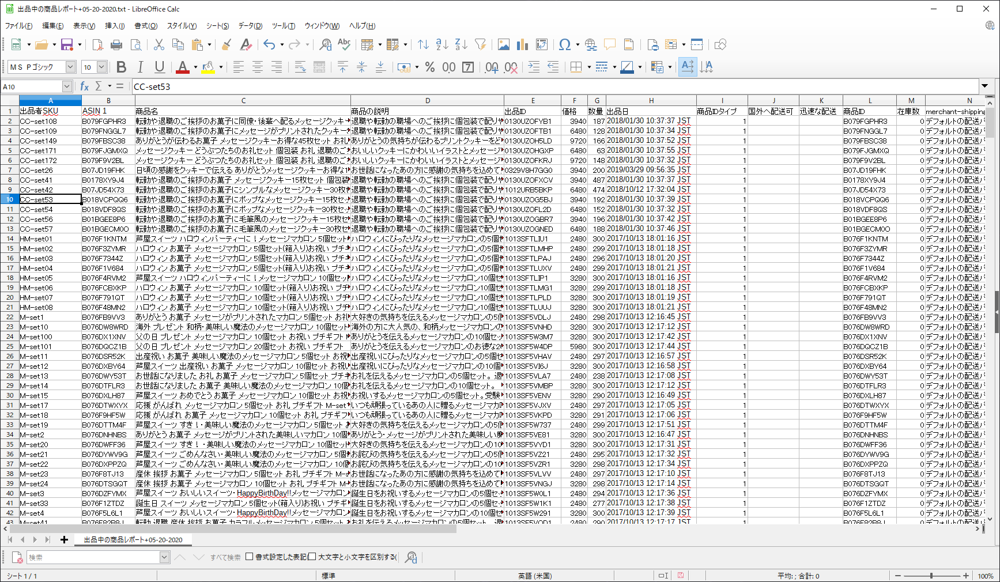 出品中の商品レポート+05-20-2020.txt - LibreOffice Calc
ファイル(F) 編集(E) 表示(V) 挿入(I) 書式(O) スタイル(Y) シート(S) データ(D) ツール(T) ウィンドウ(W) ヘルプ(H)
ＭＳ Ｐゴシック 10
A10 CC-set53
A B C D E F G H I J K L M N
1 出品者SKU ASIN 1 商品名 商品の説明 出品ID 価格 数量 出品日 商品IDタイプ 国外へ配送可 迅速な配送 商品ID 在庫数 merchant-shipping
2 CC-set108 B079FGPHR3 転勤や退職のご挨拶のお菓子に同僚・後輩へ配るメッセージクッキー 退職や転勤の職場へのご挨拶に個包装で配りや 0130UZOFYB1 3940 187 2018/01/30 10:37:37 JST 1 B079FGPHR3 0 デフォルトの配送パ
3 CC-set109 B079FNGGL7 転勤や退職のご挨拶のお菓子にメッセージがプリントされたクッキー 退職や転勤の職場へのご挨拶に個包装で配りや 0130UZOFTB1 6480 128 2018/01/30 10:37:34 JST 1 B079FNGGL7 0 デフォルトの配送パ
4 CC-set149 B079FBSC38 ありがとうが伝わるお菓子 メッセージクッキーお得な45枚セット お礼 ありがとうの気持ちが伝わるプリントクッキーをど 0130UZOH5LD 9720 166 2018/01/30 10:37:52 JST 1 B079FBSC38 0 デフォルトの配送パ
5 CC-set171 B079FJGMXQ メッセージクッキー どうぶつたちのお礼セット 個包装 お礼 退職のご おいしいクッキーにかわいいイラストとメッセージ 0130UZOHGXP 6480 63 2018/01/30 10:37:55 JST 1 B079FJGMXQ 0 デフォルトの配送パ
6 CC-set172 B079F9V2BL メッセージクッキー どうぶつたちのお礼セット 個包装 お礼 退職のご おいしいクッキーにかわいいイラストとメッセージ 0130UZOFKRJ 9720 148 2018/01/30 10:37:32 JST 1 B079F9V2BL 0 デフォルトの配送パ
7 CC-set26 B07JD19FHK 日頃の感謝をクッキーで伝える ありがとうメッセージクッキーお得な1 お世話になったあの方に感謝の気持ちを込めて 0329V8H7GG0 3940 200 2019/03/29 09:56:35 JST 1 B07JD19FHK 0 デフォルトの配送パ
8 CC-set41 B0178XY9J4 転勤や退職のご挨拶のお菓子 メッセージクッキー15枚セット 個包装 退職や転勤の職場へのご挨拶に個包装で配りや 0130UZOFXCV 3940 487 2018/01/30 10:37:37 JST 1 B0178XY9J4 0 デフォルトの配送パ
9 CC-set42 B07JD54X73 転勤や退職のご挨拶のお菓子にシンプルなメッセージクッキー30枚 退職や転勤の職場へのご挨拶に個包装で配りや 1012URB5BKP 6480 474 2018/10/12 17:32:04 JST 1 B07JD54X73 0 デフォルトの配送パ
10 CC-set53 B018VCPQQ6 転勤や退職のご挨拶のお菓子にポップなメッセージクッキー15枚セ 退職や転勤の職場へのご挨拶に個包装で配りや 0130UZOG5BJ 3940 192 2018/01/30 10:37:39 JST 1 B018VCPQQ6 0 デフォルトの配送パ
11 CC-set54 B018VDF8QS 転勤や退職のご挨拶のお菓子にポップなメッセージクッキー30枚セ 退職や転勤の職場へのご挨拶に個包装で配りや 0130UZOFL2D 6480 152 2018/01/30 10:37:32 JST 1 B018VDF8QS 0 デフォルトの配送パ
12 CC-set56 B01BGEE8P6 転勤や退職のご挨拶のお菓子に毛筆風のメッセージクッキー15枚セ 退職や転勤の職場へのご挨拶に個包装で配りや 0130UZOGBR7 3940 196 2018/01/30 10:37:42 JST 1 B01BGEE8P6 0 デフォルトの配送パ
13 CC-set57 B01BGECM0O 転勤や退職のご挨拶のお菓子に毛筆風のメッセージクッキー30枚セ 退職や転勤の職場へのご挨拶に個包装で配りや 0130UZOGNED 6480 188 2018/01/30 10:37:46 JST 1 B01BGECM0O 0 デフォルトの配送パ
14 HM-set01 B076F1KNTM 芦屋スイーツ ハロウィンパーティーに！メッセージマカロン 5個セット ハロウィンにぴったりなメッセージマカロンの5個セ 1013SFTLIU1 2480 300 2017/10/13 18:01:16 JST 1 B076F1KNTM 0 デフォルトの配送パ
15 HM-set02 B076F3ZYMR ハロウィン お菓子 メッセージマカロン 5個セット(箱入り)お祝い プチ ハロウィンにぴったりなメッセージマカロンの5個セ 1013SFTLMHP 2480 299 2017/10/13 18:01:18 JST 1 B076F3ZYMR 0 デフォルトの配送パ
16 HM-set03 B076F7344Z ハロウィン お菓子 メッセージマカロン 5個セット(箱入り)お祝い プチ ハロウィンにぴったりなメッセージマカロンの5個セ 1013SFTLPAJ 2480 296 2017/10/13 18:01:20 JST 1 B076F7344Z 0 デフォルトの配送パ
17 HM-set04 B076F1V684 ハロウィン お菓子 メッセージマカロン 5個セット(箱入り)お祝い プチ ハロウィンにぴったりなメッセージマカロンの5個セ 1013SFTLUXV 2480 299 2017/10/13 18:01:21 JST 1 B076F1V684 0 デフォルトの配送パ
18 HM-set05 B076F4RVM2 芦屋スイーツ ハロウィンパーティーに！メッセージマカロン 10個セッ ハロウィンにぴったりなメッセージマカロン10個セ 1013SFTLIP1 3280 300 2017/10/13 18:01:16 JST 1 B076F4RVM2 0 デフォルトの配送パ
19 HM-set06 B076FCBXKP ハロウィン お菓子 メッセージマカロン 10個セット(箱入り)お祝い プチ ハロウィンにぴったりなメッセージマカロン10個セ 1013SFTLMG1 3280 299 2017/10/13 18:01:18 JST 1 B076FCBXKP 0 デフォルトの配送パ
20 HM-set07 B076F791QT ハロウィン お菓子 メッセージマカロン 10個セット(箱入り)お祝い プチ ハロウィンにぴったりなメッセージマカロン10個セ 1013SFTLPLD 3280 300 2017/10/13 18:01:19 JST 1 B076F791QT 0 デフォルトの配送パ
21 HM-set08 B076F48MN2 ハロウィン お菓子 メッセージマカロン 10個セット(箱入り)お祝い プチ ハロウィンにぴったりなメッセージマカロン10個セ 1013SFTLUUJ 3280 300 2017/10/13 18:01:21 JST 1 B076F48MN2 0 デフォルトの配送パ
22 M-set1 B076FB9VV3 ありがとう お菓子 メッセージがプリントされたマカロン 5個セット お礼 大好きの気持ちを伝えるメッセージマカロンの5個 1013SF5VDLJ 2480 298 2017/10/13 12:16:45 JST 1 B076FB9VV3 0 デフォルトの配送パ
23 M-set10 B076DW8WRD 海外 プレゼント 和柄・美味しい魔法のメッセージマカロン 10個セット 海外の方に大人気の、和柄メッセージマカロンの 1013SF5VNHD 3280 300 2017/10/13 12:17:12 JST 1 B076DW8WRD 0 デフォルトの配送パ
24 M-set100 B076DX1XNV 父の日 プレゼント メッセージマカロン 10個セット お祝い プチギフト M ありがとうを伝えるメッセージマカロンの10個セッ 1013SF5W3M7 3280 300 2017/10/13 12:17:42 JST 1 B076DX1XNV 0 デフォルトの配送パ
25 M-set101 B076DQCZ1B 父の日 プレゼント メッセージマカロン 20個セット お祝い プチギフト ありがとうを伝えるメッセージマカロンのお徳な2 1013SF5W4DP 5980 300 2017/10/13 12:17:44 JST 1 B076DQCZ1B 0 デフォルトの配送パ
26 M-set11 B076DSR52K 出産祝い お菓子 美味しい魔法のメッセージマカロン 5個セット お祝 出産祝いにぴったりなメッセージマカロンの5個セ 1013SF5VHAV 2480 297 2017/10/13 12:16:57 JST 1 B076DSR52K 0 デフォルトの配送パ
27 M-set12 B076DXBY64 芦屋スイーツ 出産祝い お菓子 メッセージマカロン 10個セット お祝い 出産祝いにぴったりなメッセージマカロンの10個 1013SF5VI6J 3280 300 2017/10/13 12:16:58 JST 1 B076DXBY64 0 デフォルトの配送パ
28 M-set13 B076DWY53T お世話になりました お礼 お菓子 メッセージマカロン 5個セット プチギ お礼を伝えるメッセージマカロンの5個セット。 退 1013SF5VLA7 2480 238 2017/10/13 12:17:08 JST 1 B076DWY53T 0 デフォルトの配送パ
29 M-set14 B076DTFLR3 お世話になりました お菓子 美味しい魔法のメッセージマカロン 10個 お礼を伝えるメッセージマカロンの10個セット。 1013SF5VMBP 3280 300 2017/10/13 12:17:12 JST 1 B076DTFLR3 0 デフォルトの配送パ
30 M-set15 B076DXLH87 芦屋スイーツ おめでとう お菓子 メッセージマカロン 10個セット お祝 お祝いするメッセージマカロンの5個セット。受験 1013SF5VENV 3280 290 2017/10/13 12:16:49 JST 1 B076DXLH87 0 デフォルトの配送パ
31 M-set17 B076DTWXYX 応援 がんばれ メッセージマカロン 5個セット お礼 プチギフト M-set いつも頑張っているあの人に贈るメッセージマカ 1013SF5VJXV 2480 297 2017/10/13 12:17:05 JST 1 B076DTWXYX 0 デフォルトの配送パ
32 M-set18 B076F9HF5W 応援 がんばれ お菓子 メッセージマカロン 10個セット お礼 プチギフ いつも頑張っているあの人に贈るメッセージマカ 1013SF5VKPD 3280 291 2017/10/13 12:17:06 JST 1 B076F9HF5W 0 デフォルトの配送パ
33 M-set19 B076DTTM4F 芦屋スイーツ すき！・美味しい魔法のメッセージマカロン 5個セット お 大好きの気持ちを伝えるメッセージマカロンの5個 1013SF5W737 2480 299 2017/10/13 12:17:51 JST 1 B076DTTM4F 0 デフォルトの配送パ
34 M-set2 B076DNHNBS ありがとう お菓子 メッセージがプリントされた美味しいマカロン 10個 ありがとう・メッセージがプリントされた美味しい魔 1013SF5VE81 3280 300 2017/10/13 12:16:47 JST 1 B076DNHNBS 0 デフォルトの配送パ
35 M-set20 B076DWFF36 芦屋スイーツ すき！・美味しい魔法のメッセージマカロン 10個セット 大好きの気持ちを伝えるメッセージマカロンの10 1013SF5VYD1 3280 300 2017/10/13 12:17:31 JST 1 B076DWFF36 0 デフォルトの配送パ
36 M-set21 B076DYWV9G 芦屋スイーツ ごめんなさい・美味しい魔法のメッセージマカロン 5個 お詫びの気持ちを伝えるメッセージマカロンの5個 1013SF5VZ21 2480 295 2017/10/13 12:17:32 JST 1 B076DYWV9G 0 デフォルトの配送パ
37 M-set22 B076DXPPZQ 芦屋スイーツ ごめんなさい・美味しい魔法のメッセージマカロン 10個 お詫びの気持ちを伝えるメッセージマカロンの10 1013SF5VZR1 3280 298 2017/10/13 12:17:34 JST 1 B076DXPPZQ 0 デフォルトの配送パ
38 M-set23 B076F8TJ13 産休 挨拶 お菓子 メッセージマカロン 5個セット お礼 プチギフト M-s お世話になったあの方に感謝の気持ちを込めて 1013SF5VLVV 2480 297 2017/10/13 12:17:10 JST 1 B076F8TJ13 0 デフォルトの配送パ
39 M-set24 B076DTSGQT 産休 挨拶 お菓子 メッセージマカロン 10個セット お礼 プチギフト M- お世話になったあの方に感謝の気持ちを込めて 1013SF5VNGJ 3280 298 2017/10/13 12:17:14 JST 1 B076DTSGQT 0 デフォルトの配送パ
40 M-set3 B076DZFYMX 芦屋スイーツ おいしいスイーツ・HappyBirthDay!!メッセージマカロン 誕生日をお祝いするメッセージマカロンの5個セッ 1013SF5W0L1 2480 294 2017/10/13 12:17:36 JST 1 B076DZFYMX 0 デフォルトの配送パ
41 M-set33 B076F1ZTDZ 誕生日 スイーツ メッセージマカロン 5個セット(箱入り)お祝い プチギ 誕生日をお祝いするメッセージマカロンの5個セッ 1013SF5W1K1 2480 277 2017/10/13 12:17:38 JST 1 B076F1ZTDZ 0 デフォルトの配送パ
42 M-set4 B076F5L6L1 芦屋スイーツ おいしいスイーツ・HappyBirthDay!!メッセージマカロン 誕生日をお祝いするメッセージマカロンの10個セ 1013SF5W291 3280 300 2017/10/13 12:17:39 JST 1 B076F5L6L1 0 デフォルトの配送パ
43 M-set41 B076F82B8J 転勤 退職 産休 挨拶 お菓子 カラフルメッセージマカロン 5個セット お礼を伝えるメッセージマカロンの5個セット。 退 1013SF5VQD1 2480 290 2017/10/13 12:17:17 JST 1 B076F82B8J 0 デフォルトの配送パ
出品中の商品レポート+05-20-2020
検索 すべて検索 書式設定した表記( 大文字と小文字を区別する(
シート 1 / 1 標準 英語 (米国) 平均: ; 合計: 0 100%